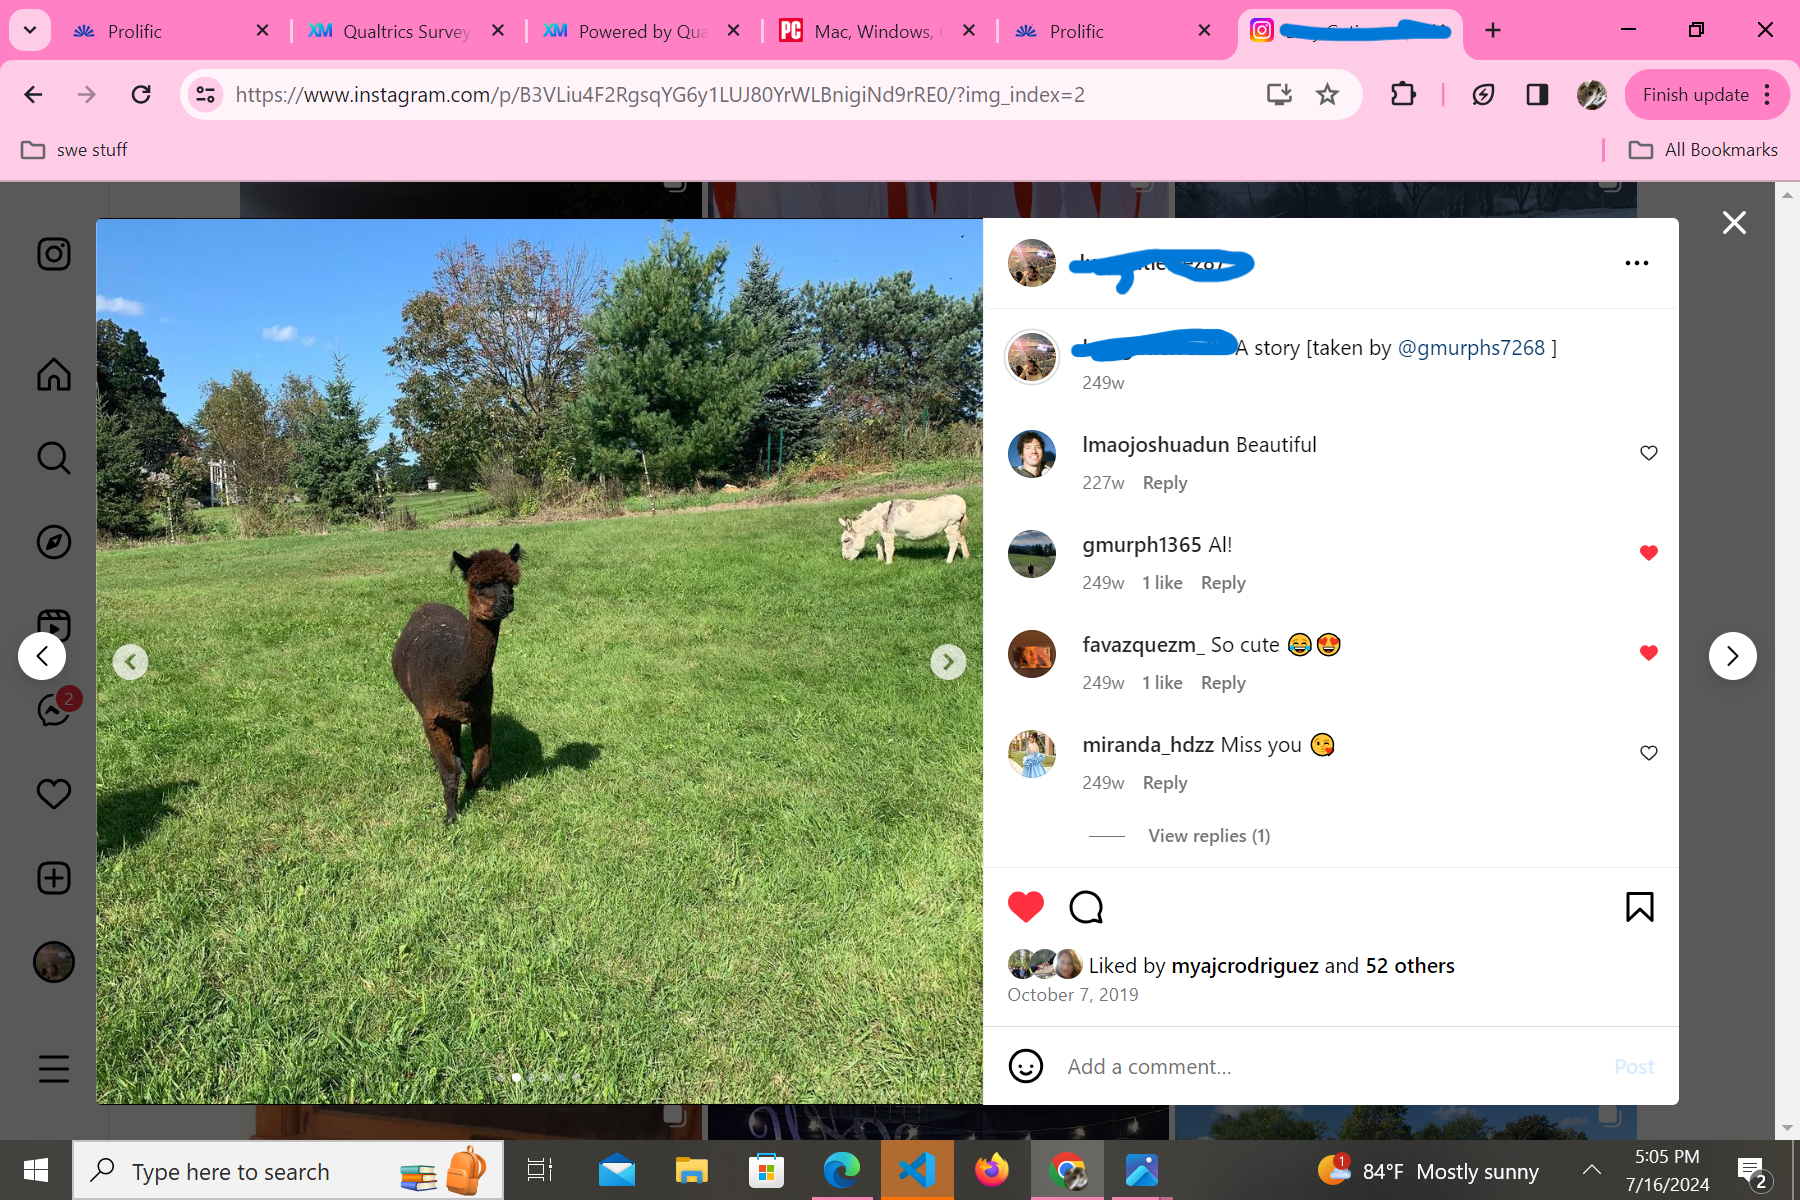 Prolific
Qualtrics Survey
Powered by Qua
PC
Mac, Windows,
Prolific
https://www.instagram.com/p/B3VLiu4F2RgsqYG6y1LUJ80YrWLBnigiNd9rRE0/?img_index=2
Finish update
swe stuff
All Bookmarks
A story [taken by @gmurphs7268 ]
249w
lmaojoshuadun Beautiful
227w Reply
gmurph1365 Al!
249w 1 like Reply
favazquezm_ So cute 😂😍
249w 1 like Reply
miranda_hdzz Miss you 😘
249w Reply
View replies (1)
2
Liked by myajcrodriguez and 52 others
October 7, 2019
Add a comment...
Post
Type here to search
1
84°F Mostly sunny
5:05 PM
7/16/2024
2